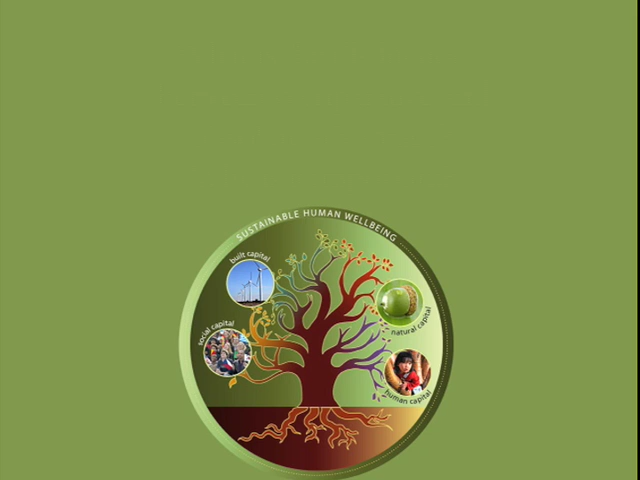 SUSTAINABLE HUMAN WELLBEING
built capital
social capital
natural capital
human capital